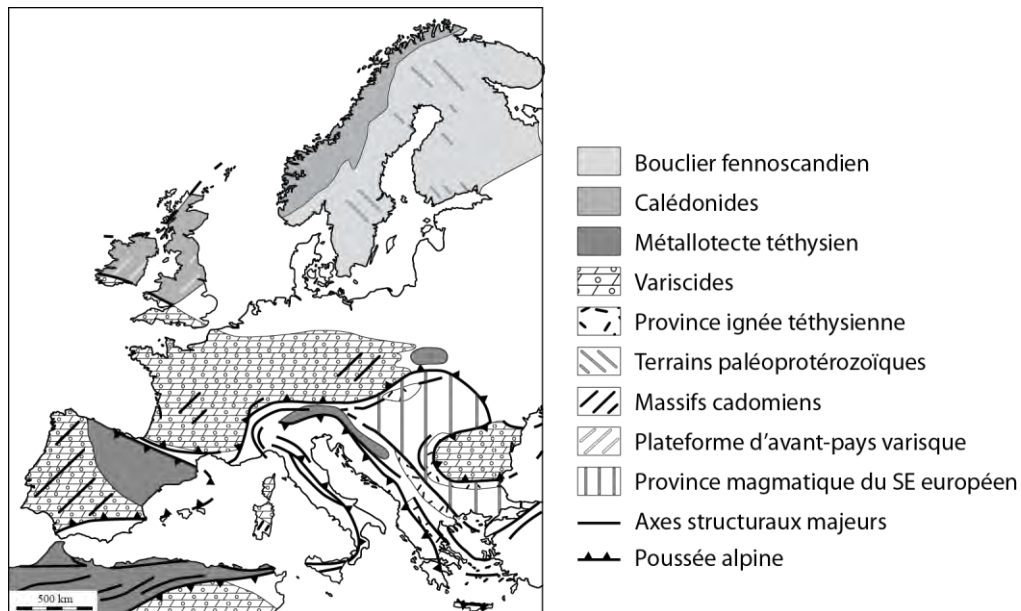 Bouclier fennoscandien
Calédonides
Métallotecte téthysien
Variscides
Province ignée téthysienne
Terrains paléoprotérozoïques
Massifs cadomiens
Plateforme d'avant-pays varisque
Province magmatique du SE européen
Axes structuraux majeurs
Poussée alpine
500 km